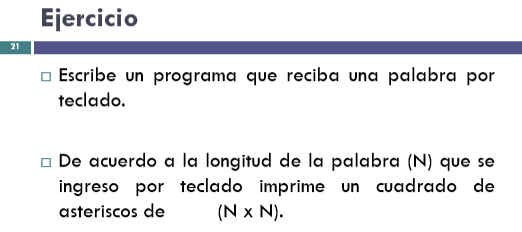 Ejercicio
21
Escribe un programa que reciba una palabra por
teclado.
De acuerdo a la longitud de la palabra (N) que se
ingreso por teclado imprime un cuadrado de
asteriscos de (N x N).